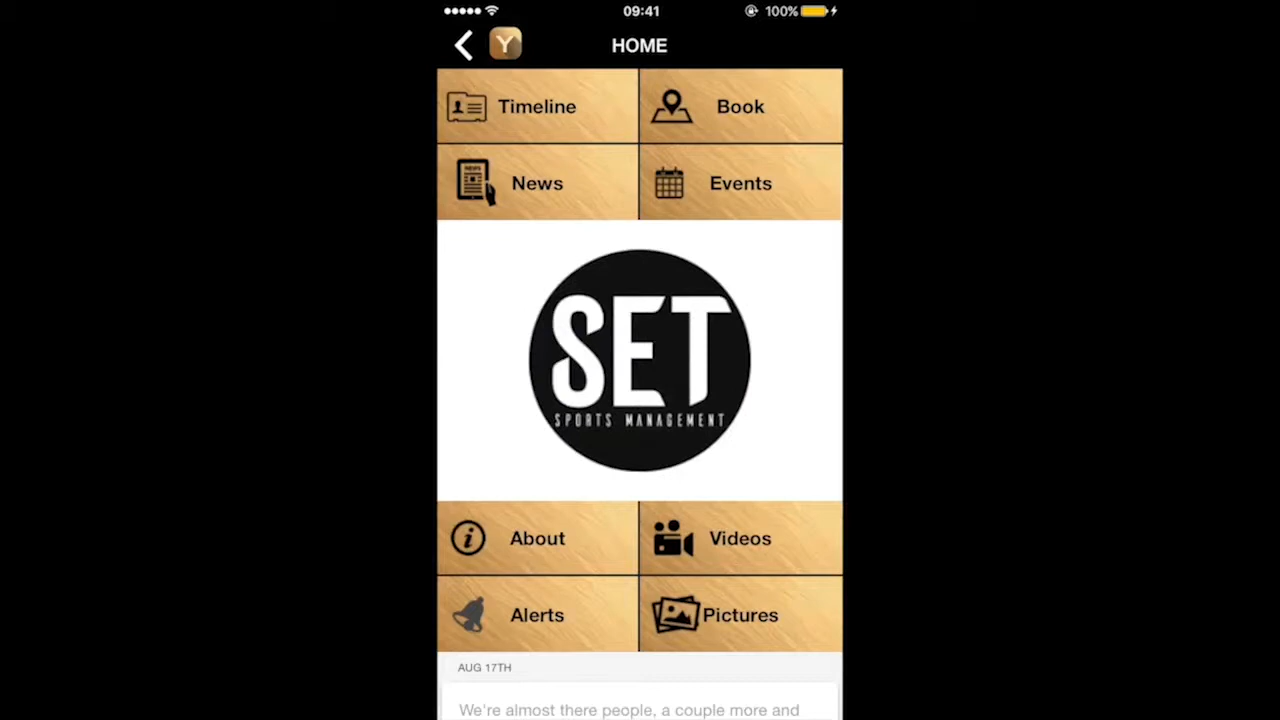 09:41
100%
Y
HOME
Timeline
Book
NEWS
News
Events
SET
SPORTS MANAGEMENT
About
Videos
Alerts
Pictures
AUG 17TH
We're almost there people, a couple more and